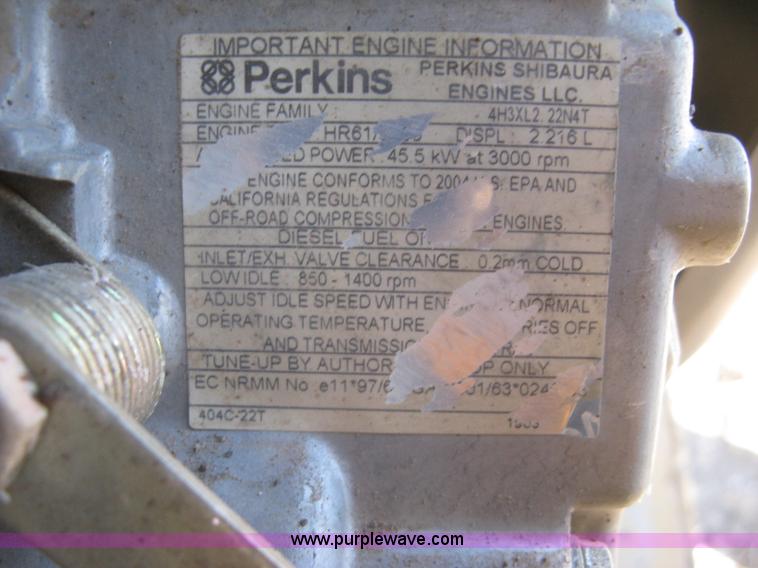 IMPORTANT ENGINE INFORMATION
Perkins PERKINS SHIBAURA
ENGINES LLC.
ENGINE FAMILY 4H3XL2.22N4T
ENGINE DISPL 2.216 L
POWER 45.5 kW at 3000 rpm
ENGINE CONFORMS TO 2004 EPA AND
CALIFORNIA REGULATIONS
OFF-ROAD COMPRESSION ENGINES.
DIESEL FUEL
INLET/EXH. VALVE CLEARANCE 0.2mm COLD
LOW IDLE 850 - 1400 rpm
ADJUST IDLE SPEED WITH NORMAL
OPERATING TEMPERATURE, OFF
AND
TUNE-UP BY ONLY
EC NRMM No
404C-22T
www.purplewave.com